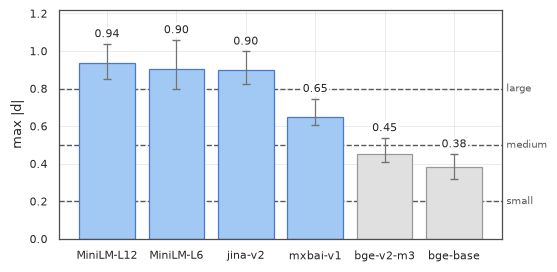 max |d|
1.2
1.0
0.8
0.6
0.4
0.2
0.0
0.94
0.90
0.90
0.65
0.45
0.38
large
medium
small
MiniLM-L12
MiniLM-L6
jina-v2
mxbai-v1
bge-v2-m3
bge-base